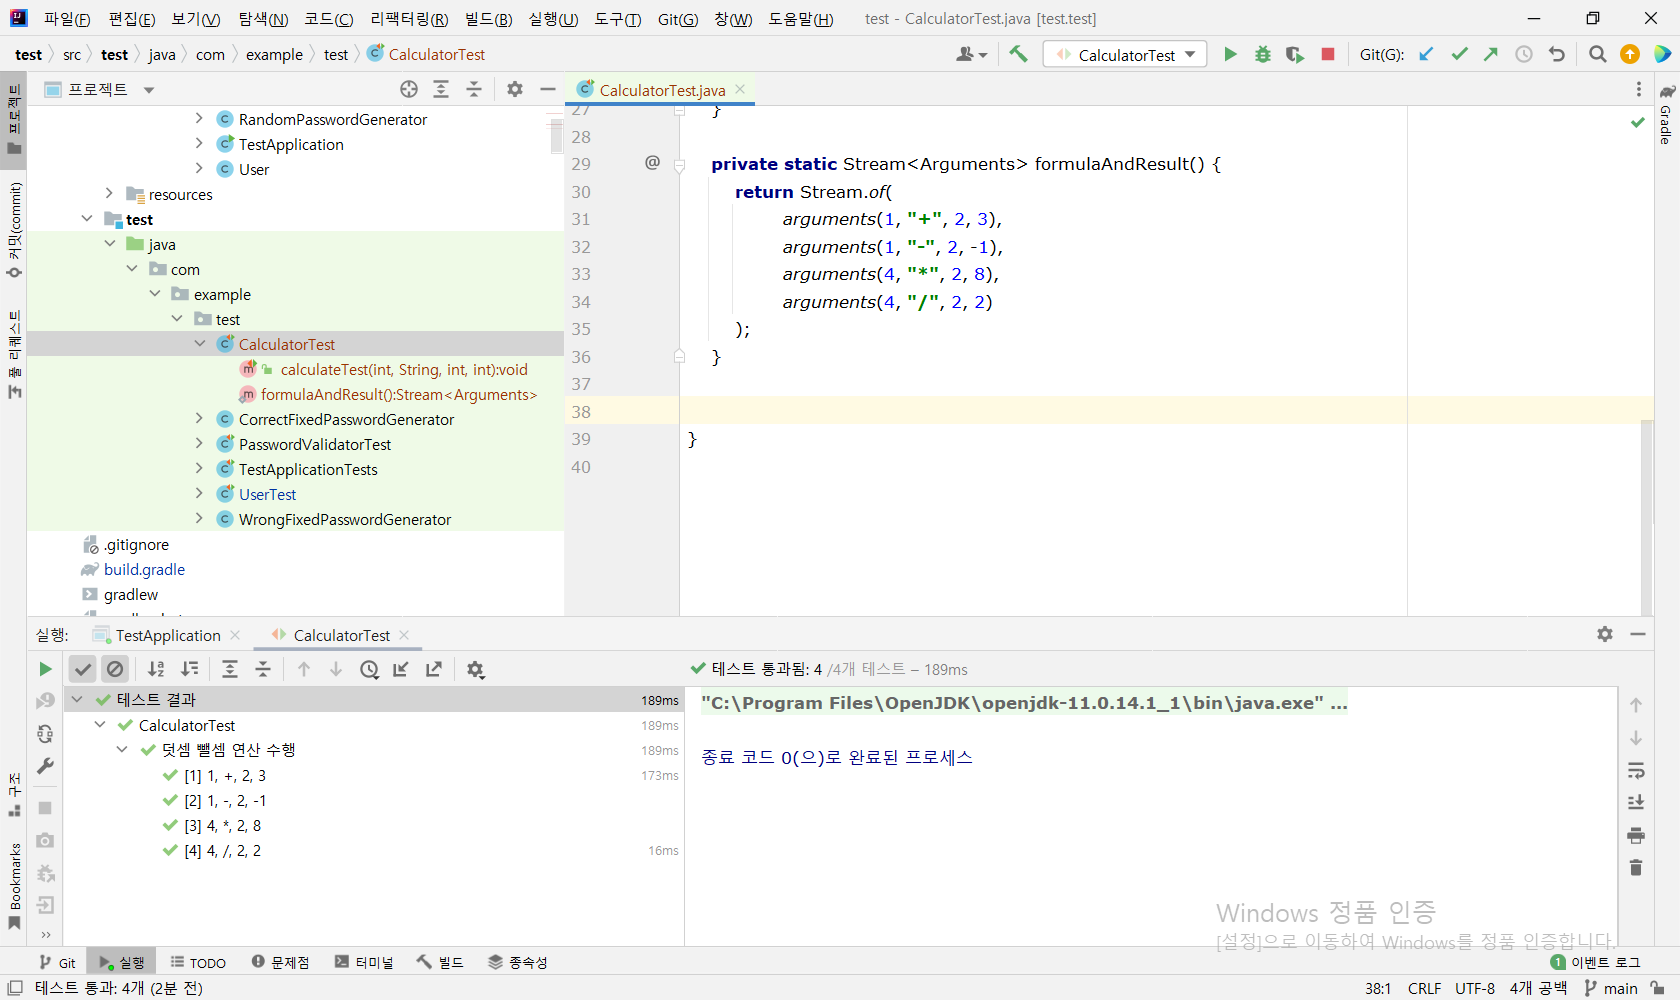 파일(F) 편집(E) 보기(V) 탐색(N) 코드(C) 리팩터링(R) 빌드(B) 실행(U) 도구(T) Git(G) 창(W) 도움말(H) test - CalculatorTest.java [test.test]
test src test java com example test CalculatorTest CalculatorTest Git(G):
프로젝트 CalculatorTest.java
RandomPasswordGenerator
TestApplication
User
resources
test
java
com
example
test
CalculatorTest
calculateTest(int, String, int, int):void
formulaAndResult():Stream<Arguments>
CorrectFixedPasswordGenerator
PasswordValidatorTest
TestApplicationTests
UserTest
WrongFixedPasswordGenerator
.gitignore
build.gradle
gradlew
27 }
28
29 @ private static Stream<Arguments> formulaAndResult() {
30 return Stream.of(
31 arguments(1, "+", 2, 3),
32 arguments(1, "-", 2, -1),
33 arguments(4, "*", 2, 8),
34 arguments(4, "/", 2, 2)
35 );
36 }
37
38
39 }
40
프로젝트
커밋(commit)
풀 리퀘스트
구조
Bookmarks
Gradle
실행: TestApplication CalculatorTest
테스트 통과됨: 4 /4개 테스트 – 189ms
테스트 결과 189ms
CalculatorTest 189ms
덧셈 뺄셈 연산 수행 189ms
[1] 1, +, 2, 3 173ms
[2] 1, -, 2, -1
[3] 4, *, 2, 8
[4] 4, /, 2, 2 16ms
"C:\Program Files\OpenJDK\openjdk-11.0.14.1_1\bin\java.exe" ...
종료 코드 0(으)로 완료된 프로세스
Windows 정품 인증
[설정]으로 이동하여 Windows를 정품 인증합니다.
Git 실행 TODO 문제점 터미널 빌드 종속성 1 이벤트 로그
테스트 통과: 4개 (2분 전) 38:1 CRLF UTF-8 4개 공백 main